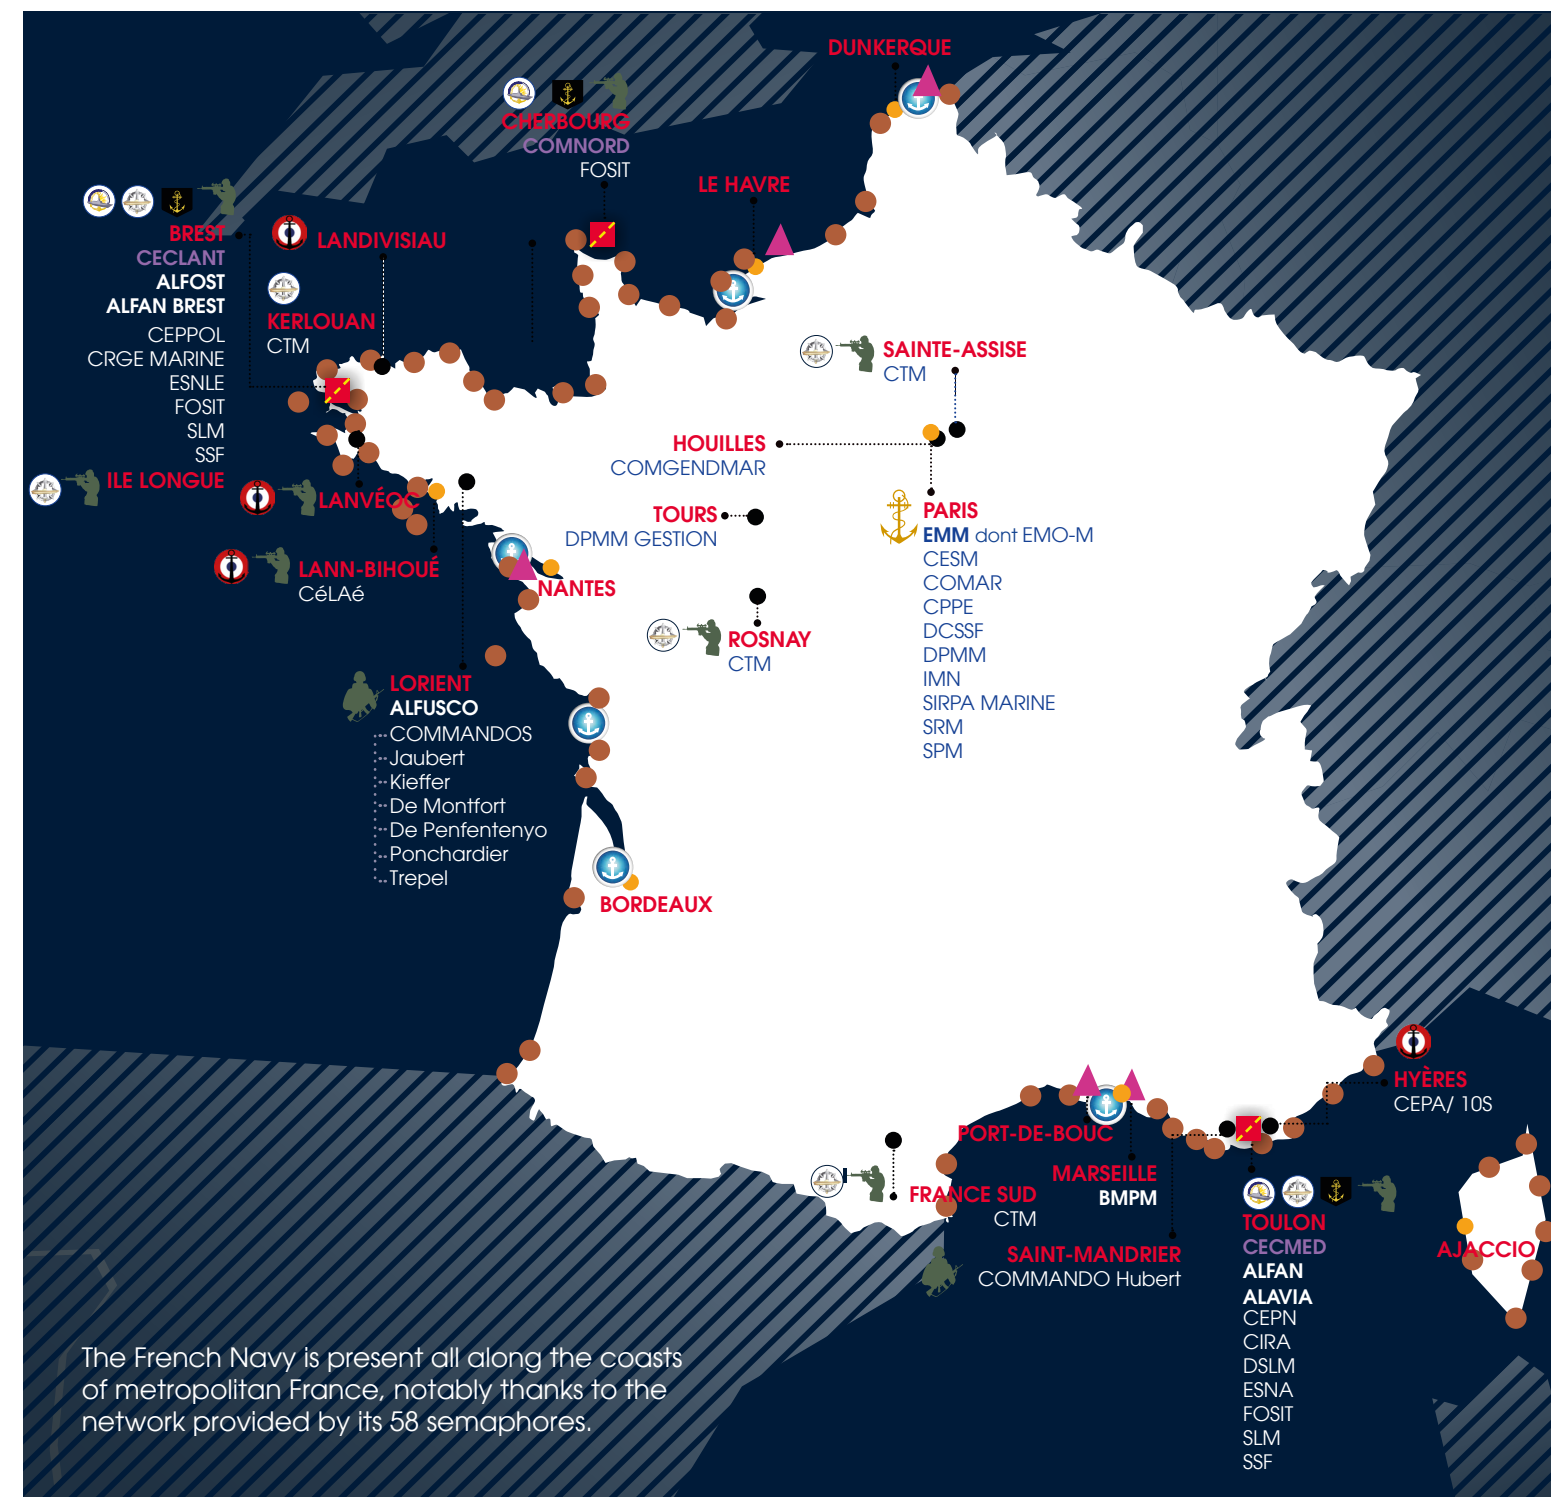 DUNKERQUE
CHERBOURG
COMNORD
FOSIT
LE HAVRE
BREST
CECLANT
ALFOST
ALFAN BREST
CEPPOL
CRGE MARINE
ESNLE
FOSIT
SLM
SSF
ILE LONGUE
LANDIVISIAU
KERLOUAN
CTM
LANVÉOC
LANN-BIHOUÉ
CéLAé
NANTES
LORIENT
ALFUSCO
COMMANDOS
Jaubert
Kieffer
De Montfort
De Penfentenyo
Ponchardier
Trepel
BORDEAUX
SAINTE-ASSISE
CTM
HOUILLES
COMGENDMAR
TOURS
DPMM GESTION
ROSNAY
CTM
PARIS
EMM dont EMO-M
CESM
COMAR
CPPE
DCSSF
DPMM
IMN
SIRPA MARINE
SRM
SPM
HYÈRES
CEPA/ 10S
PORT-DE-BOUC
MARSEILLE
BMPM
FRANCE SUD
CTM
SAINT-MANDRIER
COMMANDO Hubert
TOULON
CECMED
ALFAN
ALAVIA
CEPN
CIRA
DSLM
ESNA
FOSIT
SLM
SSF
AJACCIO
The French Navy is present all along the coasts
of metropolitan France, notably thanks to the
network provided by its 58 semaphores.